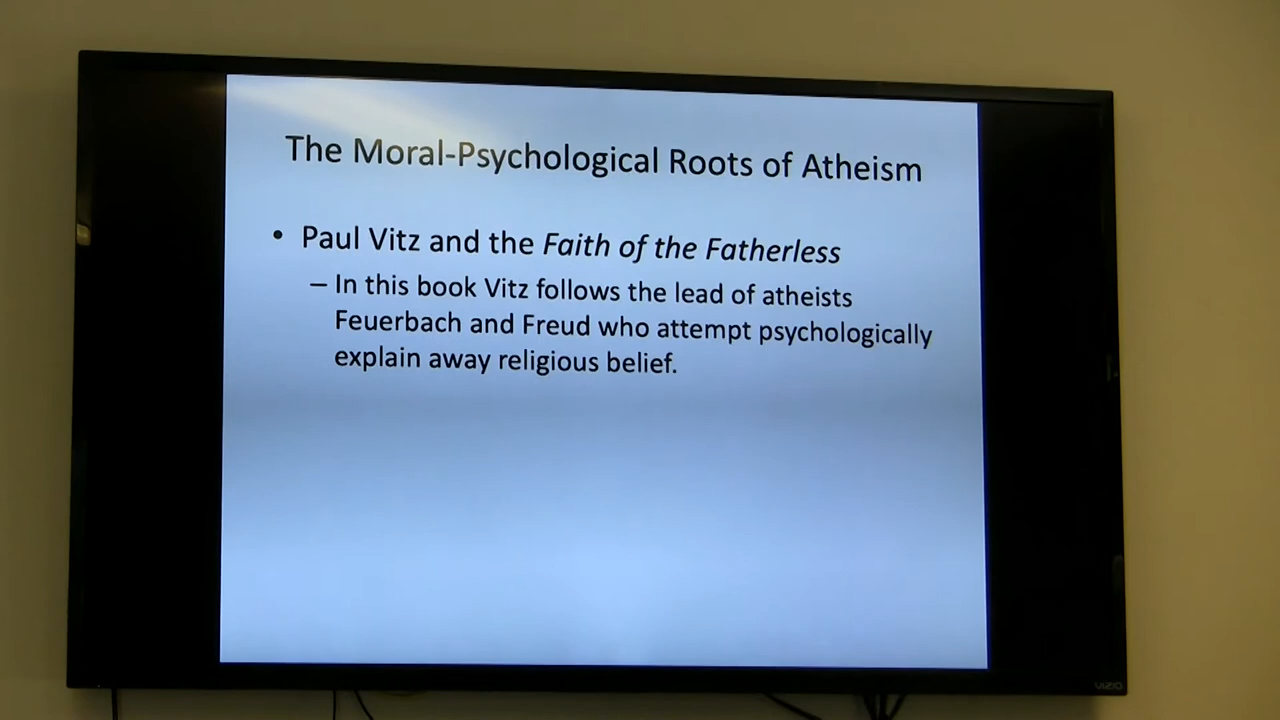 The Moral-Psychological Roots of Atheism
• Paul Vitz and the Faith of the Fatherless
– In this book Vitz follows the lead of atheists
Feuerbach and Freud who attempt psychologically
explain away religious belief.
VIZIO